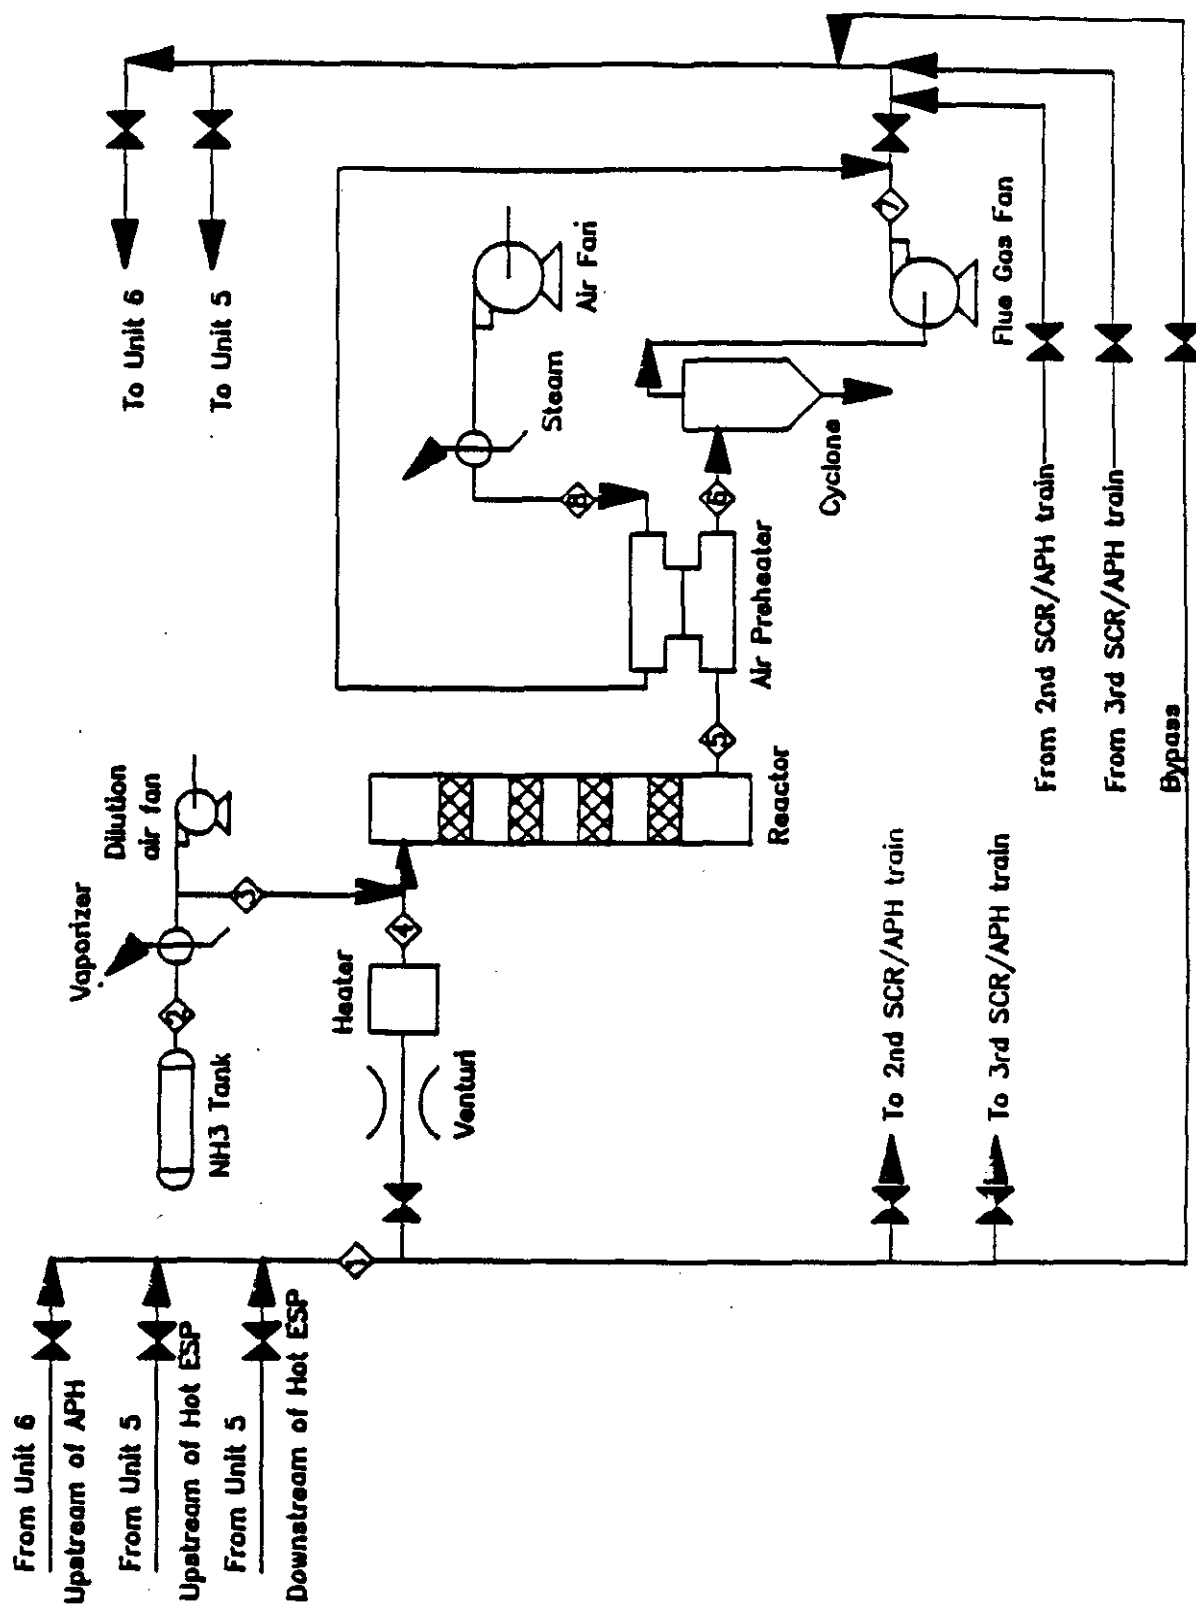 From Unit 6
Upstream of APH
From Unit 5
Upstream of Hot ESP
From Unit 5
Downstream of Hot ESP
1
NH3 Tank
2
Vaporizer
Dilution
air fan
3
Venturi
Heater
4
Reactor
5
Air Preheater
6
8
Steam
Air Fan
Cyclone
Flue Gas Fan
7
To Unit 6
To Unit 5
To 2nd SCR/APH train
To 3rd SCR/APH train
From 2nd SCR/APH train
From 3rd SCR/APH train
Bypass